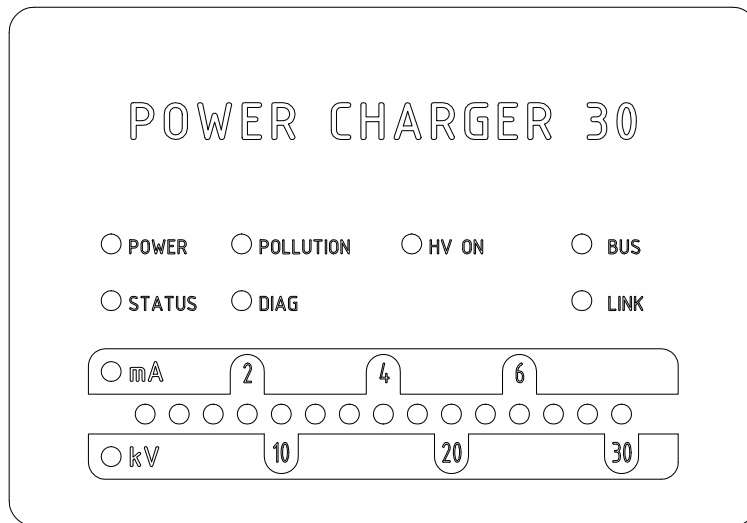 POWER CHARGER 30
POWER POLLUTION HV ON BUS
STATUS DIAG LINK
mA 2 4 6
kV 10 20 30